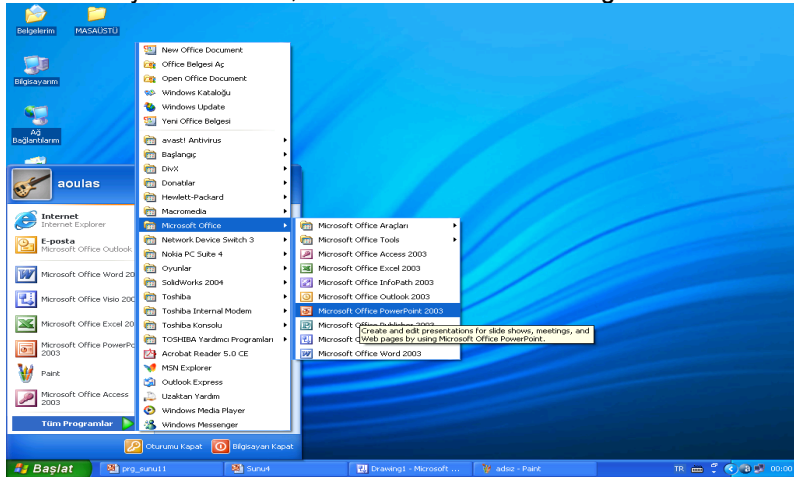 Belgelerim
MASAÜSTÜ
Bilgisayarım
Ağ
Bağlantılarım
aoulas
Internet
Internet Explorer
E-posta
Microsoft Office Outlook
Microsoft Office Word 20
Microsoft Office Visio 200
Microsoft Office Excel 20
Microsoft Office PowerPo
2003
Paint
Microsoft Office Access
2003
Tüm Programlar
New Office Document
Office Belgesi Aç
Open Office Document
Windows Kataloğu
Windows Update
Yeni Office Belgesi
avast! Antivirus
Başlangıç
DivX
Donatılar
Hewlett-Packard
Macromedia
Microsoft Office
Network Device Switch 3
Nokia PC Suite 4
Oyunlar
SolidWorks 2004
Toshiba
Toshiba Internal Modem
Toshiba Konsolu
TOSHIBA Yardımcı Programları
Acrobat Reader 5.0 CE
MSN Explorer
Outlook Express
Uzaktan Yardım
Windows Media Player
Windows Messenger
Microsoft Office Araçları
Microsoft Office Tools
Microsoft Office Access 2003
Microsoft Office Excel 2003
Microsoft Office InfoPath 2003
Microsoft Office Outlook 2003
Microsoft Office PowerPoint 2003
Microsoft Office Publisher 2003
Microsoft
Microsoft Office Word 2003
Create and edit presentations for slide shows, meetings, and
Web pages by using Microsoft Office PowerPoint.
Oturumu Kapat
Bilgisayarı Kapat
Başlat
prg_sunu11
Sunu4
Drawing1 - Microsoft ...
adsız - Paint
TR
00:00